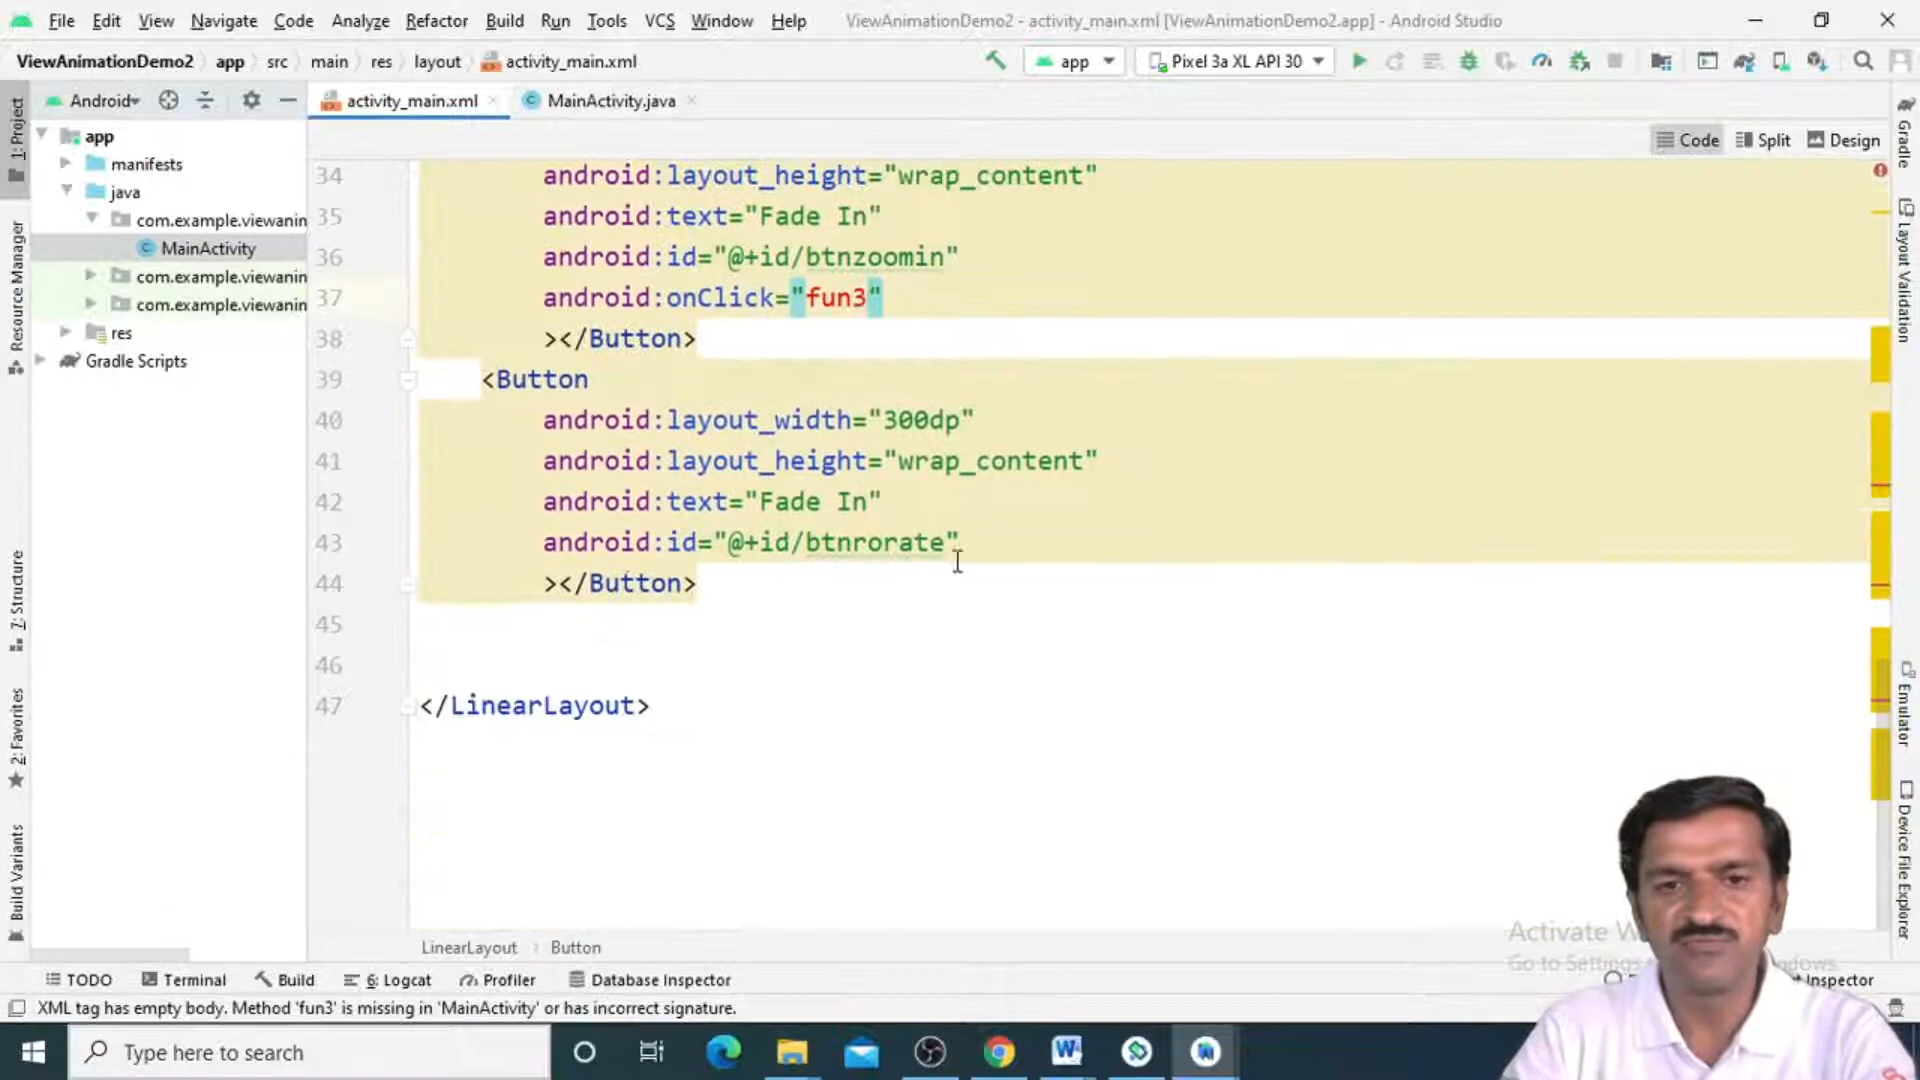 File Edit View Navigate Code Analyze Refactor Build Run Tools VCS Window Help ViewAnimationDemo2 - activity_main.xml [ViewAnimationDemo2.app] - Android Studio
ViewAnimationDemo2 app src main res layout activity_main.xml app Pixel 3a XL API 30
Android activity_main.xml MainActivity.java
Code Split Design
app
manifests
java
com.example.viewanin
MainActivity
com.example.viewanin
com.example.viewanin
res
Gradle Scripts
1: Project
Resource Manager
7: Structure
2: Favorites
Build Variants
34 android:layout_height="wrap_content"
35 android:text="Fade In"
36 android:id="@+id/btnzoomin"
37 android:onClick="fun3"
38 ></Button>
39 <Button
40 android:layout_width="300dp"
41 android:layout_height="wrap_content"
42 android:text="Fade In"
43 android:id="@+id/btnrorate"
44 ></Button>
45
46
47 </LinearLayout>
Gradle
Layout Validation
Emulator
Device File Explorer
Activate
Go to Settings
LinearLayout Button
TODO Terminal Build 6: Logcat Profiler Database Inspector Inspector
XML tag has empty body. Method 'fun3' is missing in 'MainActivity' or has incorrect signature.
Type here to search